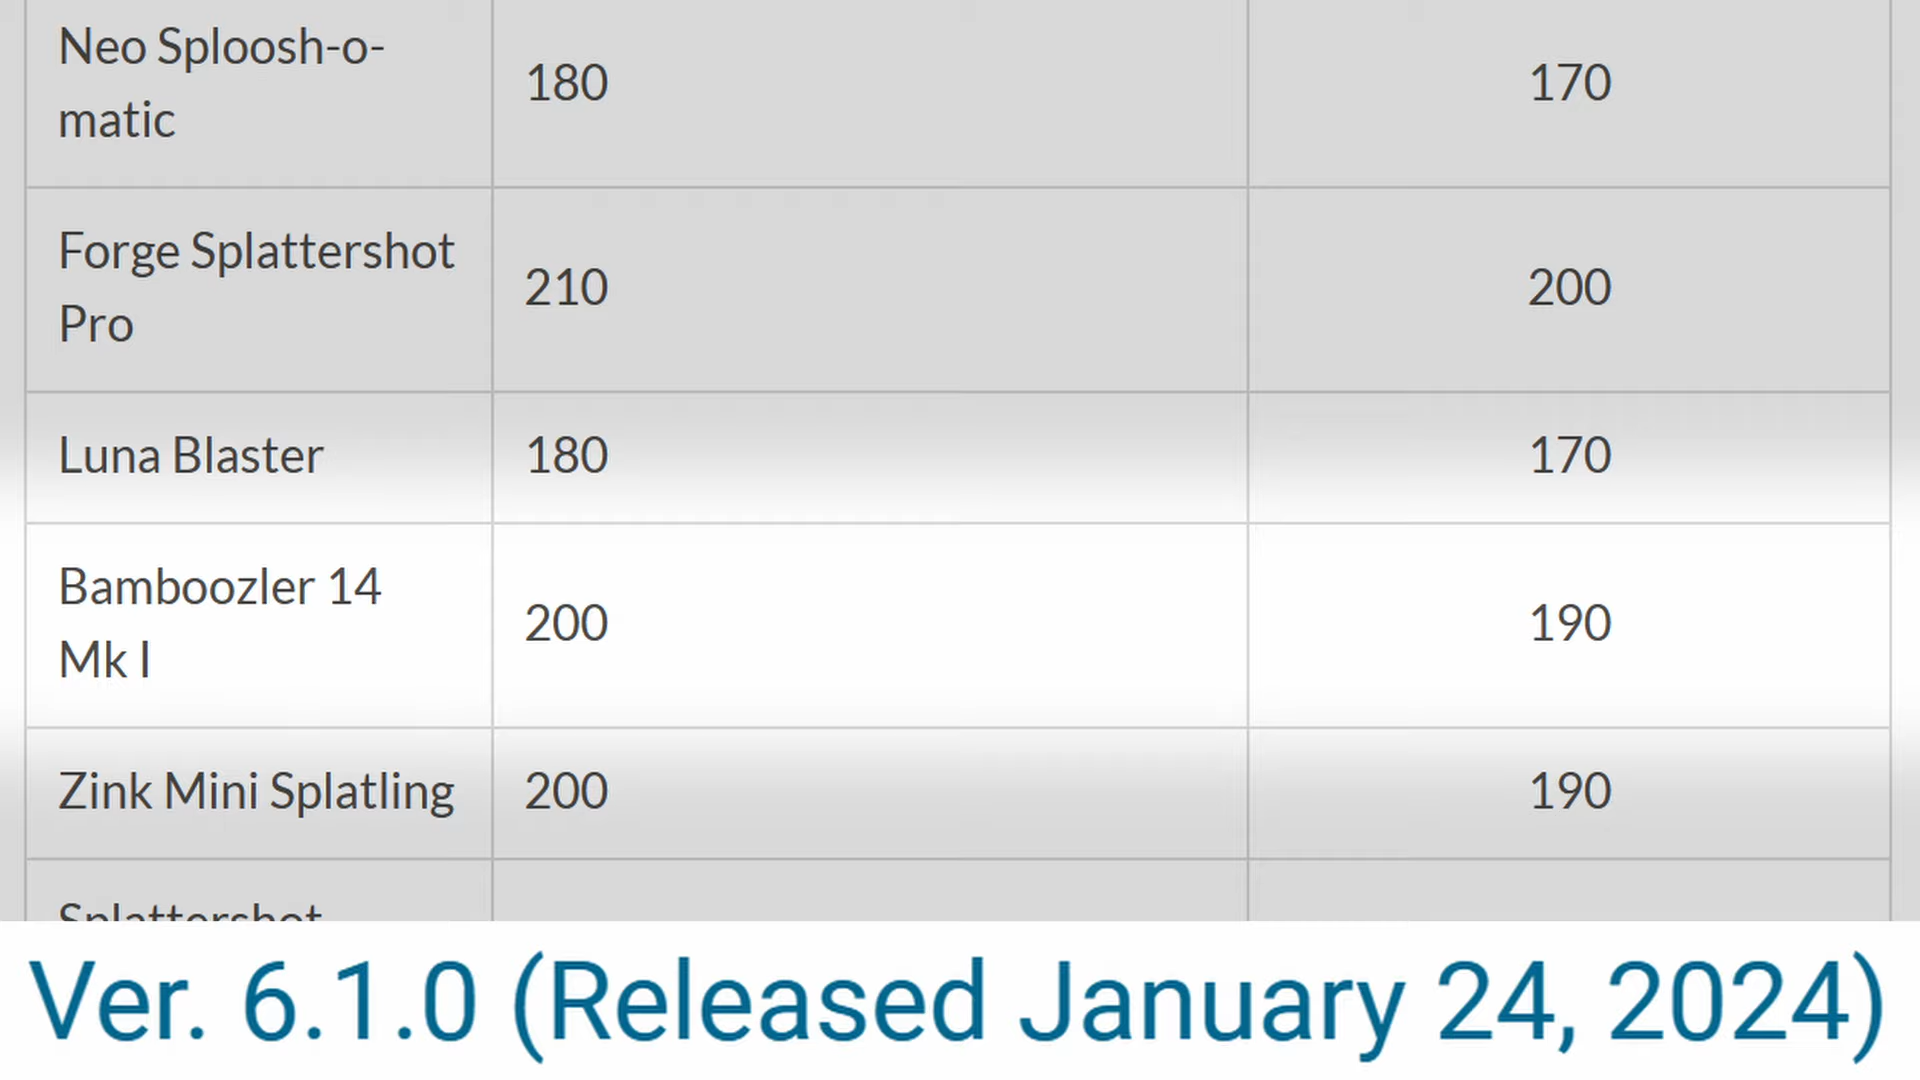 Neo Sploosh-o-
matic
180
170
Forge Splattershot
Pro
210
200
Luna Blaster
180
170
Bamboozler 14
Mk I
200
190
Zink Mini Splatling
200
190
Splattershot
Ver. 6.1.0 (Released January 24, 2024)